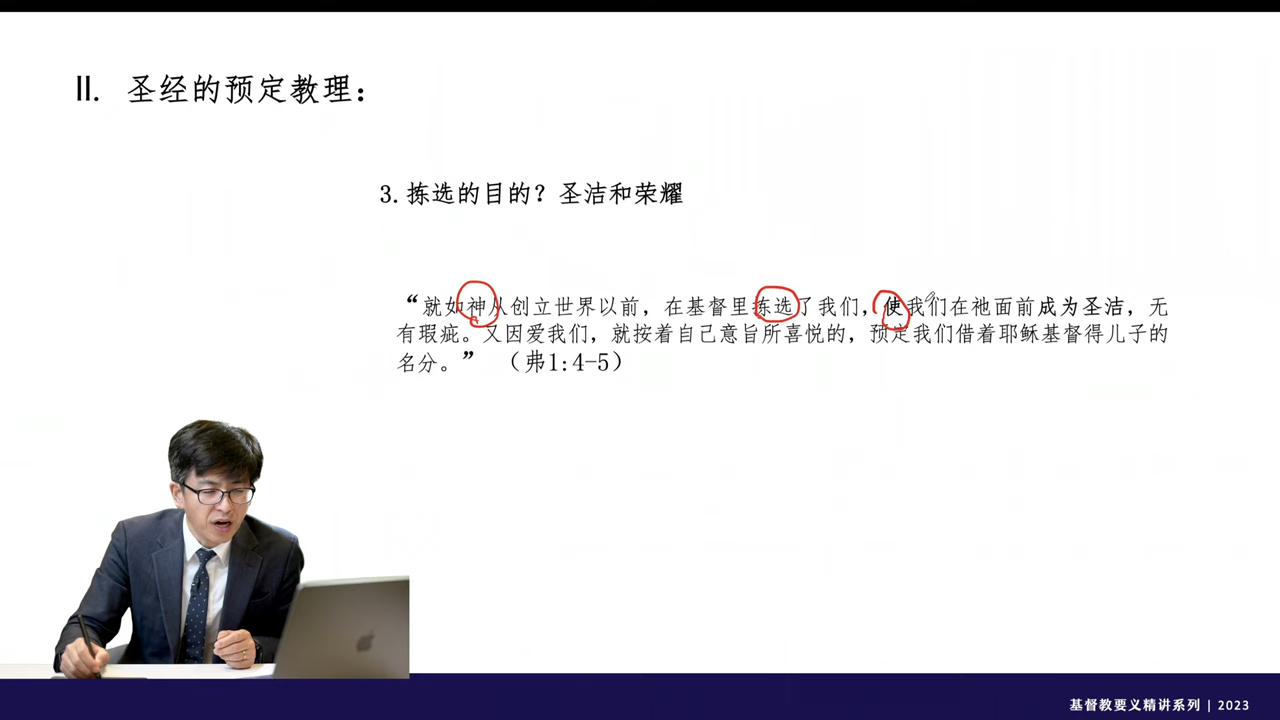 II. 圣经的预定教理：
3.拣选的目的？圣洁和荣耀
“就如神从创立世界以前，在基督里拣选了我们，使我们在祂面前成为圣洁，无
有瑕疵。又因爱我们，就按着自己意旨所喜悦的，预定我们借着耶稣基督得儿子的
名分。”（弗1:4-5）
基督教要义精讲系列 | 2023